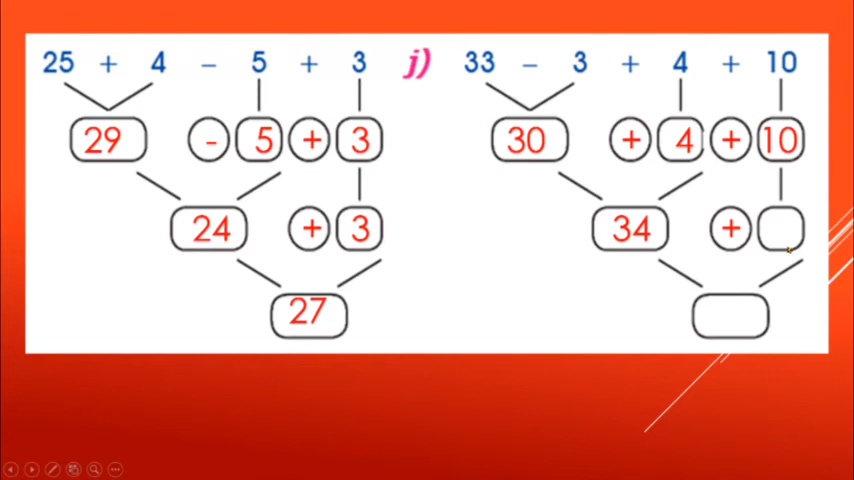 25 + 4 – 5 + 3
29 - 5 + 3
24 + 3
27
j) 33 – 3 + 4 + 10
30 + 4 + 10
34 +